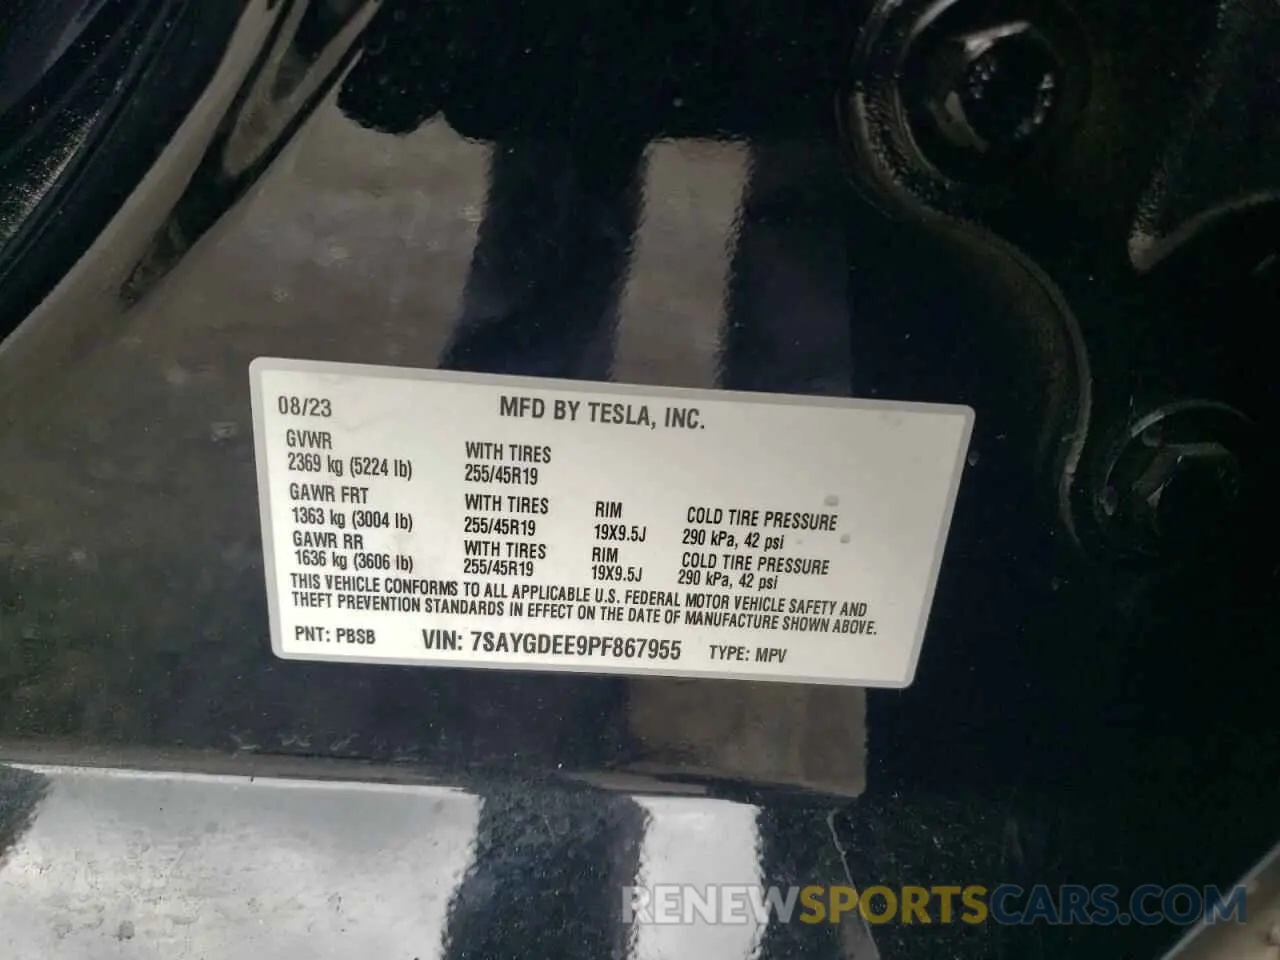 08/23 MFD BY TESLA, INC.
GVWR WITH TIRES
2369 kg (5224 lb) 255/45R19
GAWR FRT WITH TIRES RIM COLD TIRE PRESSURE
1363 kg (3004 lb) 255/45R19 19X9.5J 290 kPa, 42 psi
GAWR RR WITH TIRES RIM COLD TIRE PRESSURE
1636 kg (3606 lb) 255/45R19 19X9.5J 290 kPa, 42 psi
THIS VEHICLE CONFORMS TO ALL APPLICABLE U.S. FEDERAL MOTOR VEHICLE SAFETY AND
THEFT PREVENTION STANDARDS IN EFFECT ON THE DATE OF MANUFACTURE SHOWN ABOVE.
PNT: PBSB VIN: 7SAYGDEE9PF867955 TYPE: MPV
RENEWSPORTSCARS.COM